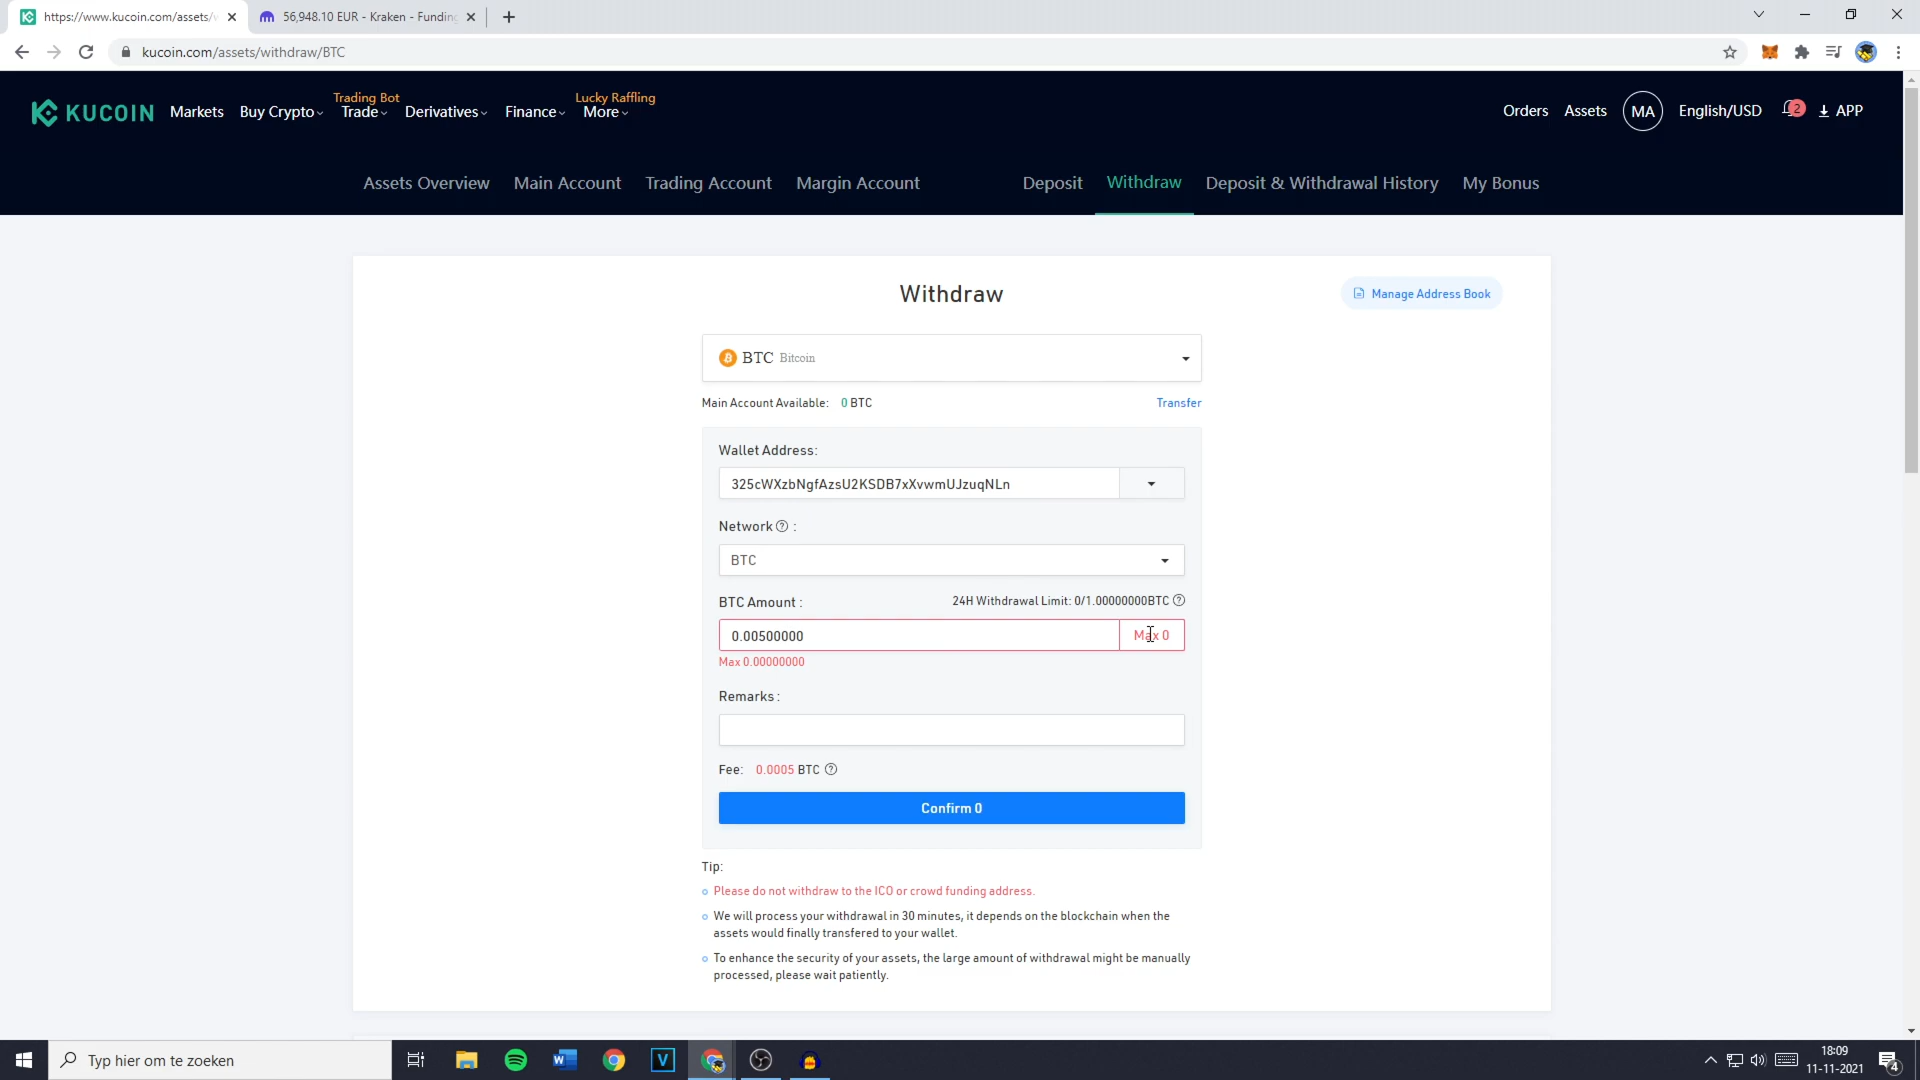 https://www.kucoin.com/assets/w
56,948.10 EUR - Kraken - Funding
kucoin.com/assets/withdraw/BTC
KUCOIN
Markets
Buy Crypto
Trading Bot
Trade
Derivatives
Finance
Lucky Raffling
More
Orders
Assets
MA
English/USD
2
APP
Assets Overview
Main Account
Trading Account
Margin Account
Deposit
Withdraw
Deposit & Withdrawal History
My Bonus
Withdraw
Manage Address Book
BTC Bitcoin
Main Account Available: 0 BTC
Transfer
Wallet Address:
325cWXzbNgfAzsU2KSDB7xXvwmUJzuqNLn
Network ? :
BTC
BTC Amount :
24H Withdrawal Limit: 0/1.00000000BTC ?
0.00500000
Max 0
Max 0.00000000
Remarks :
Fee: 0.0005 BTC ?
Confirm 0
Tip:
Please do not withdraw to the ICO or crowd funding address.
We will process your withdrawal in 30 minutes, it depends on the blockchain when the
assets would finally transfered to your wallet.
To enhance the security of your assets, the large amount of withdrawal might be manually
processed, please wait patiently.
Typ hier om te zoeken
18:09
11-11-2021
4